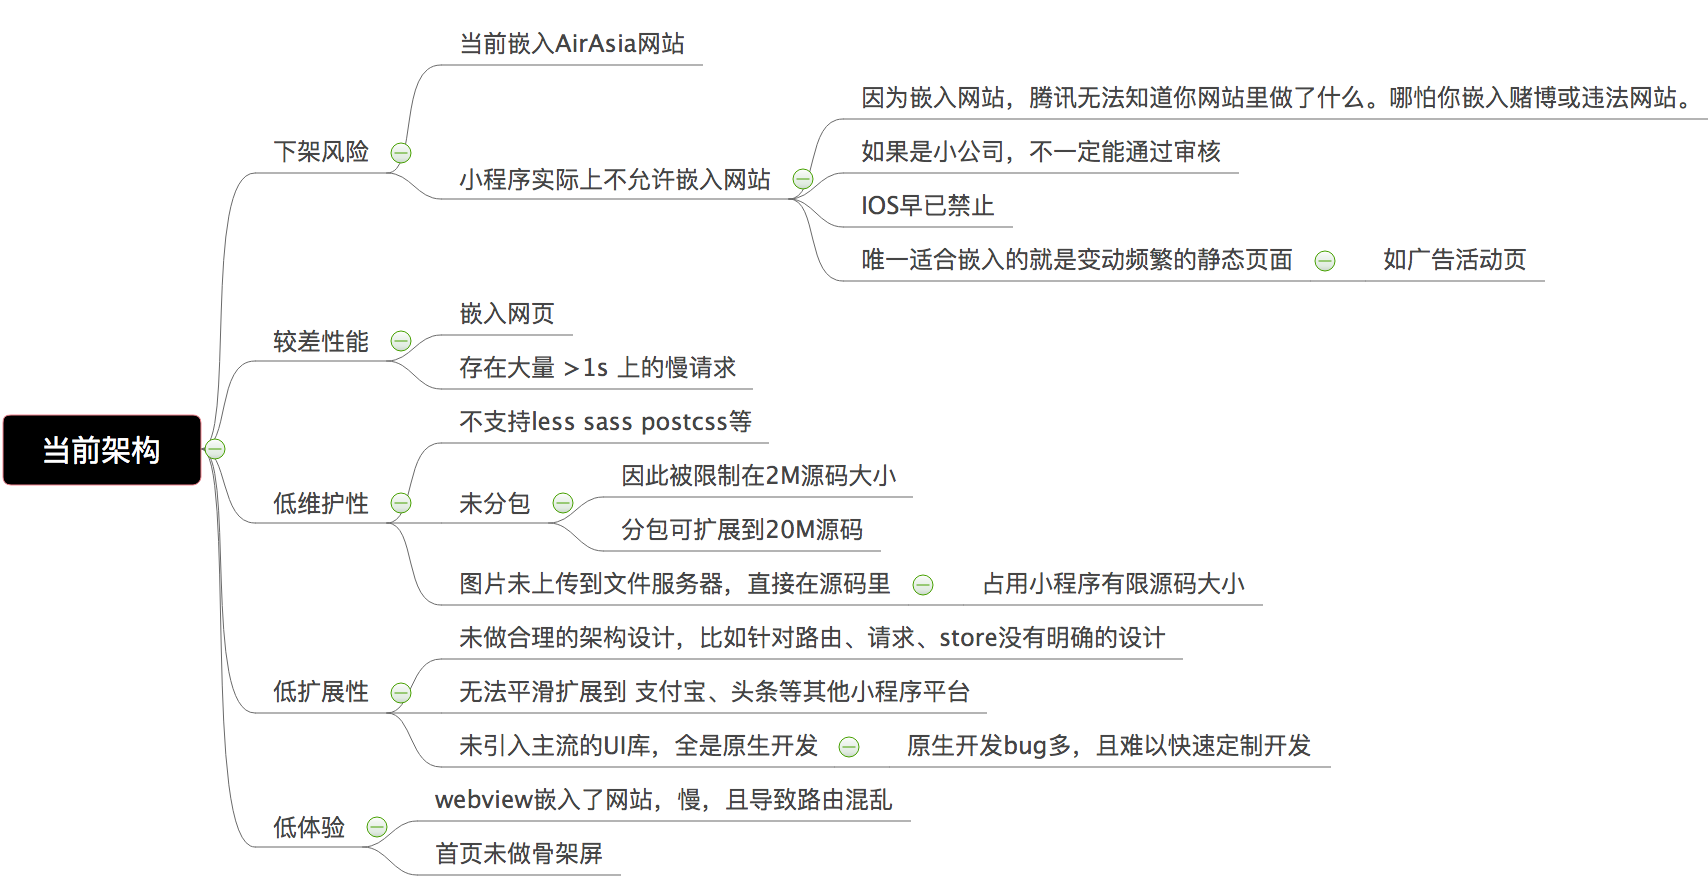 当前架构
下架风险
当前嵌入AirAsia网站
小程序实际上不允许嵌入网站
因为嵌入网站，腾讯无法知道你网站里做了什么。哪怕你嵌入赌博或违法网站。
如果是小公司，不一定能通过审核
IOS早已禁止
唯一适合嵌入的就是变动频繁的静态页面
如广告活动页
较差性能
嵌入网页
存在大量 >1s 上的慢请求
低维护性
不支持less sass postcss等
未分包
因此被限制在2M源码大小
分包可扩展到20M源码
图片未上传到文件服务器，直接在源码里
占用小程序有限源码大小
低扩展性
未做合理的架构设计，比如针对路由、请求、store没有明确的设计
无法平滑扩展到 支付宝、头条等其他小程序平台
未引入主流的UI库，全是原生开发
原生开发bug多，且难以快速定制开发
低体验
webview嵌入了网站，慢，且导致路由混乱
首页未做骨架屏